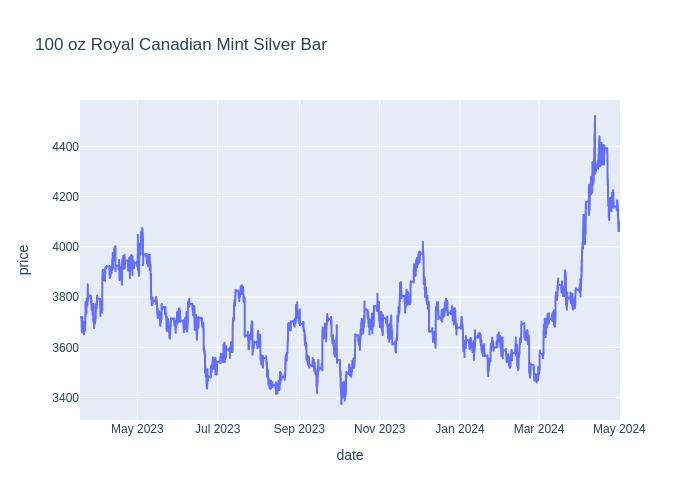 100 oz Royal Canadian Mint Silver Bar
price
4400
4200
4000
3800
3600
3400
May 2023 Jul 2023 Sep 2023 Nov 2023 Jan 2024 Mar 2024 May 2024
date